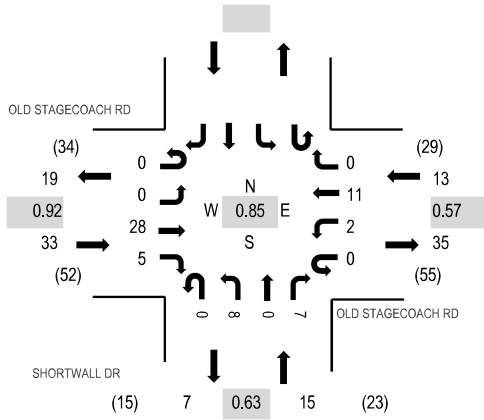 OLD STAGECOACH RD
(34) (29)
0 0
19 13
0 N 11
0.92 W 0.85 E 0.57
28 2
33 S 35
5 0
(52) (55)
0 8 0 7
OLD STAGECOACH RD
SHORTWALL DR
(15) 7 0.63 15 (23)